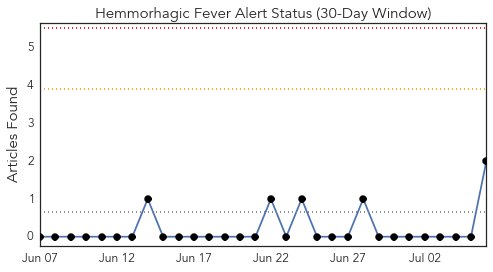 Hemmorhagic Fever Alert Status (30-Day Window)
Articles Found
5
4
3
2
1
0
Jun 07 Jun 12 Jun 17 Jun 22 Jun 27 Jul 02